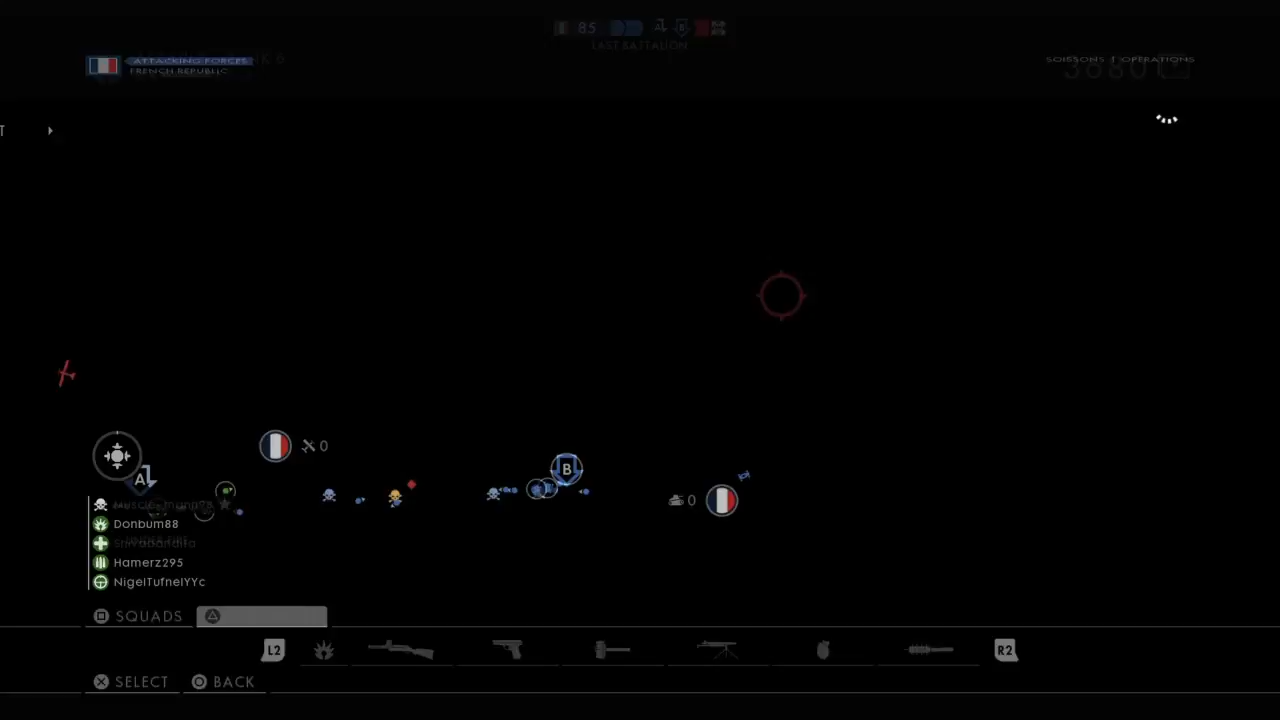 85
A
B
LAST BATTALION
ATTACKING FORCES
FRENCH REPUBLIC
SOISSONS | OPERATIONS
3680
T
0
A
B
0
Donbum88
Hamerz295
NigelTufnelYYc
SQUADS
L2
R2
SELECT
BACK